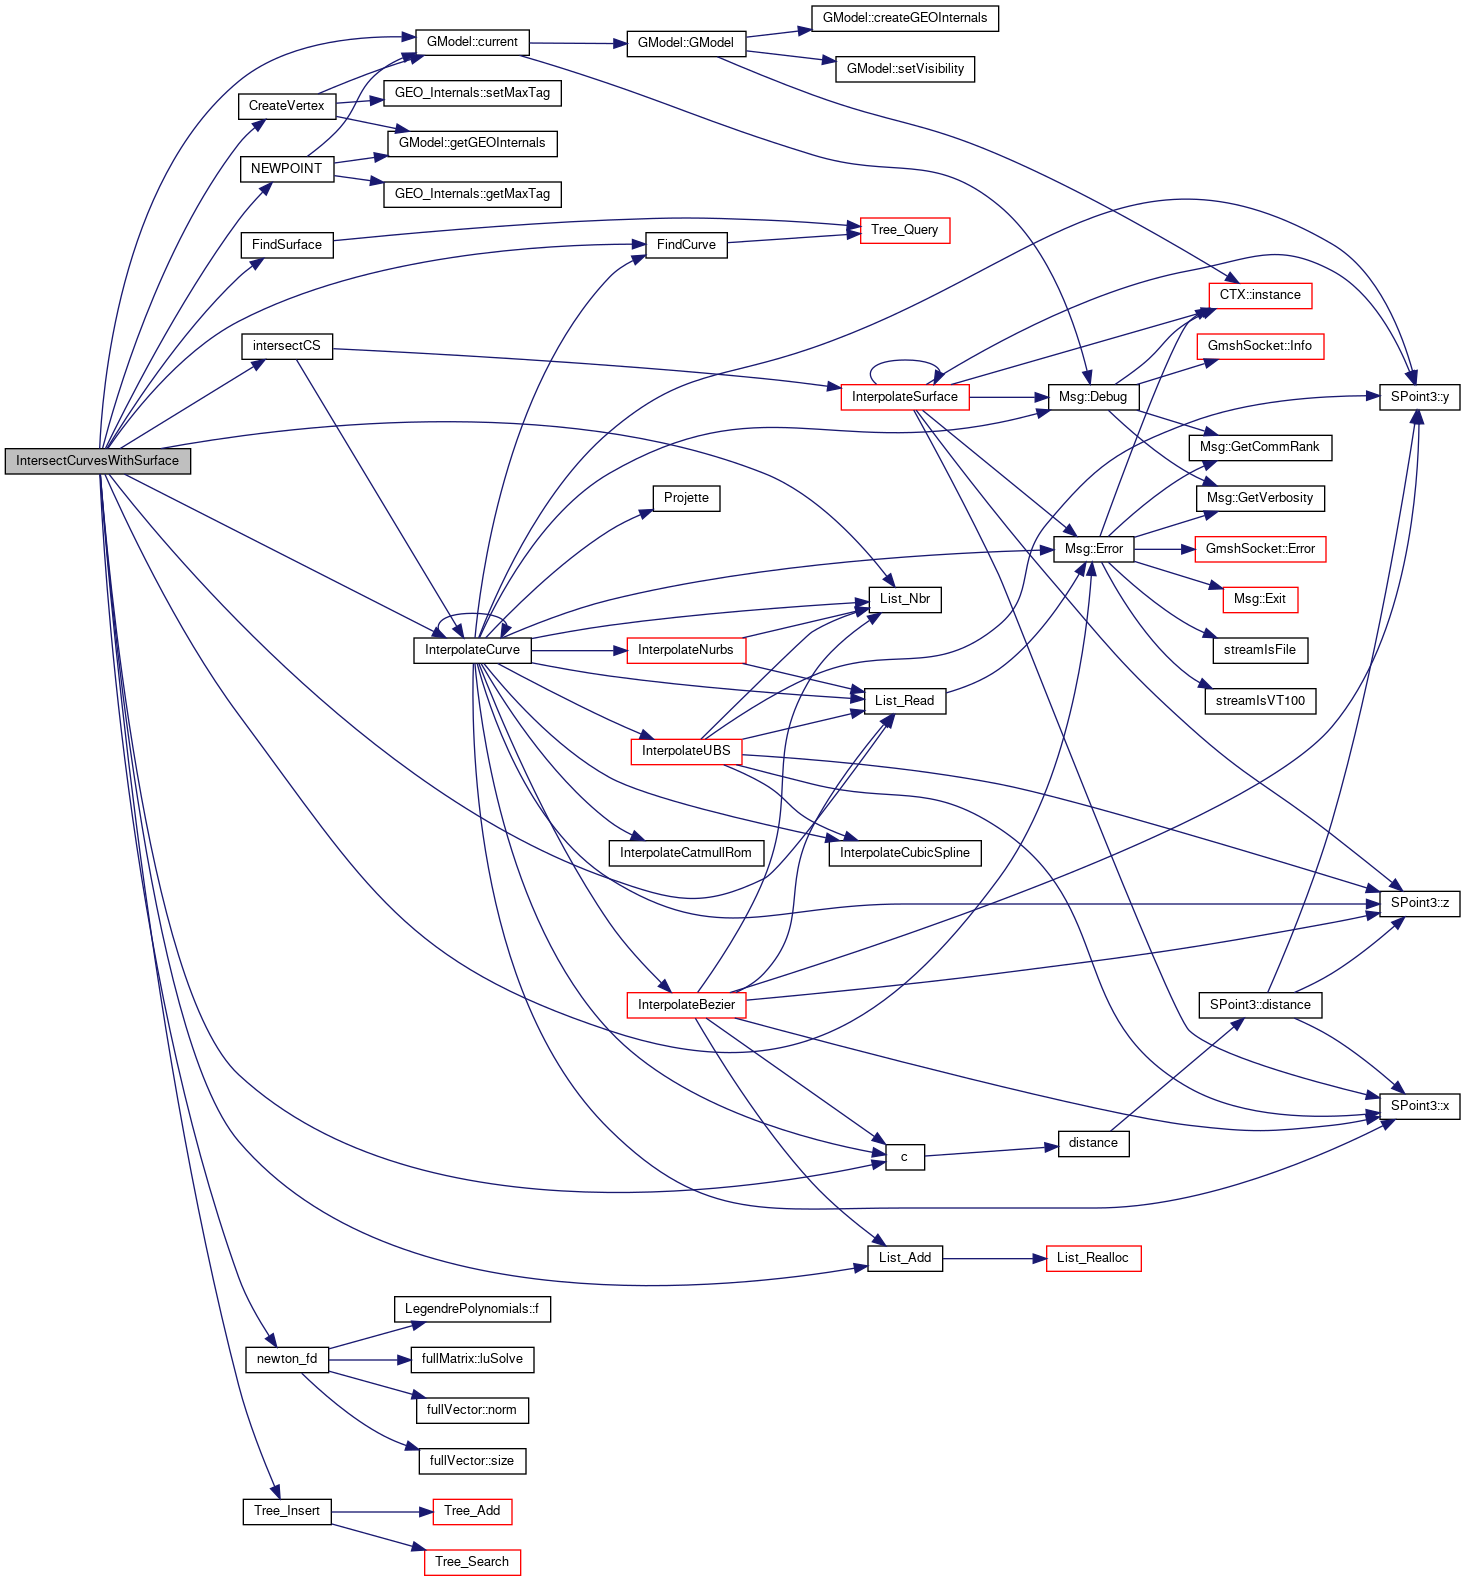 GModel::createGEOInternals
GModel::current
GModel::GModel
GModel::setVisibility
CreateVertex
GEO_Internals::setMaxTag
GModel::getGEOInternals
NEWPOINT
GEO_Internals::getMaxTag
Tree_Query
FindSurface
FindCurve
CTX::instance
intersectCS
GmshSocket::Info
InterpolateSurface
Msg::Debug
SPoint3::y
Msg::GetCommRank
IntersectCurvesWithSurface
Projette
Msg::GetVerbosity
Msg::Error
GmshSocket::Error
List_Nbr
Msg::Exit
InterpolateCurve
InterpolateNurbs
streamIsFile
List_Read
streamIsVT100
InterpolateUBS
InterpolateCatmullRom
InterpolateCubicSpline
SPoint3::z
InterpolateBezier
SPoint3::distance
SPoint3::x
distance
c
List_Add
List_Realloc
LegendrePolynomials::f
newton_fd
fullMatrix::luSolve
fullVector::norm
fullVector::size
Tree_Insert
Tree_Add
Tree_Search